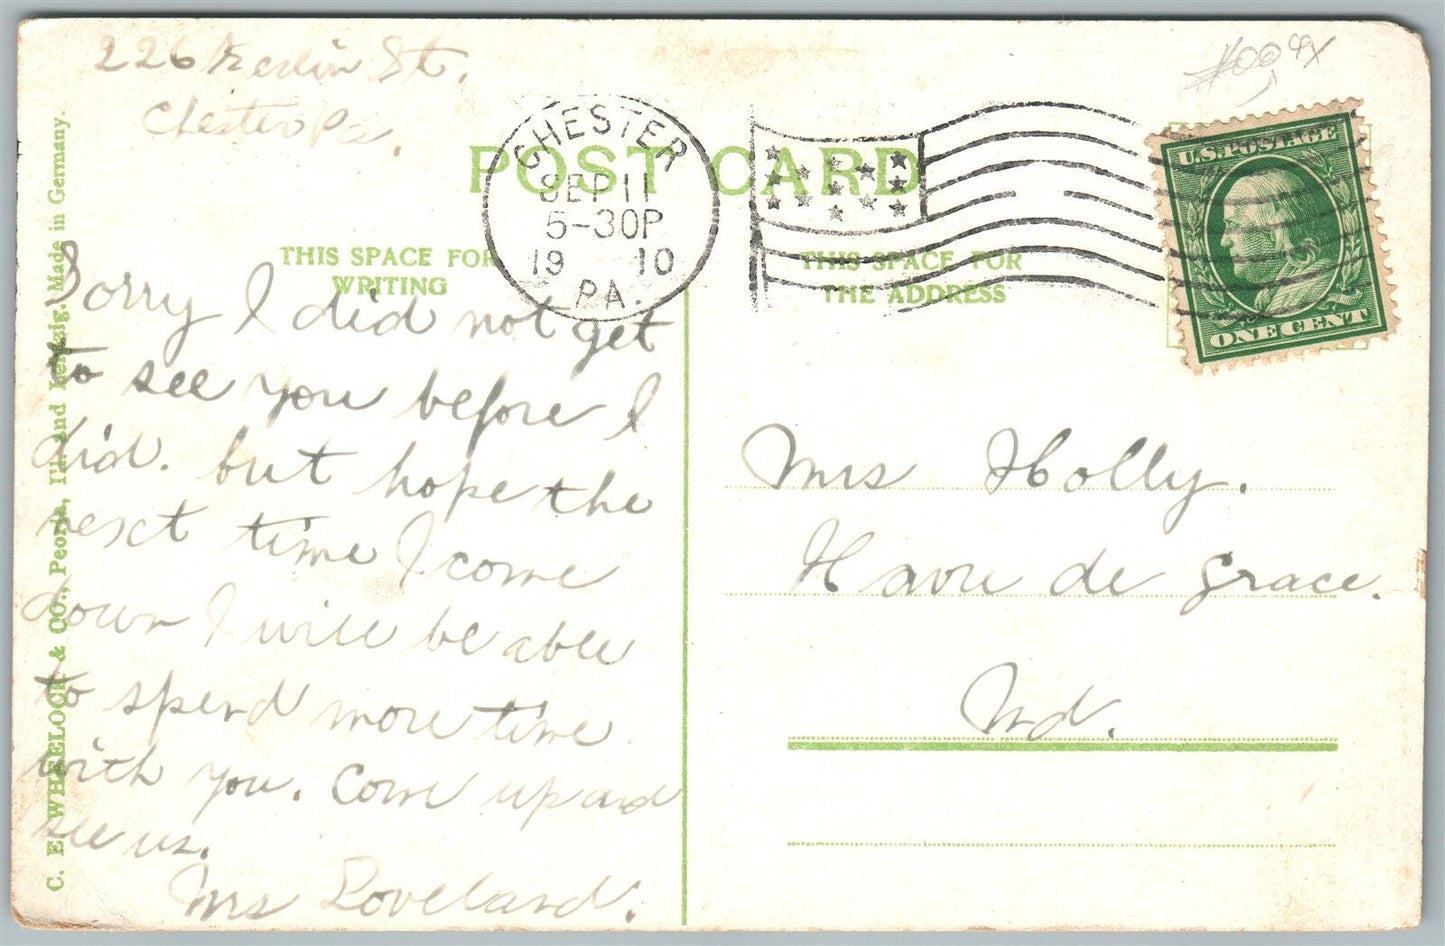 226 Kerlin St.
Chester Pa.
POST CARD
CHESTER
SEP 11
5-30P
19 10
PA.
U.S. POSTAGE
ONE CENT
THIS SPACE FOR
WRITING
THIS SPACE FOR
THE ADDRESS
C. E. WHEELOCK & CO., Peoria, Ill. and Leipzig, Made in Germany.
Sorry I did not get
to see you before I
did. but hope the
next time I come
down I will be able
to spend more time
with you. Come up and
see us.
Mrs Loveland.
Mrs Holly.
Havre de Grace.
Md.